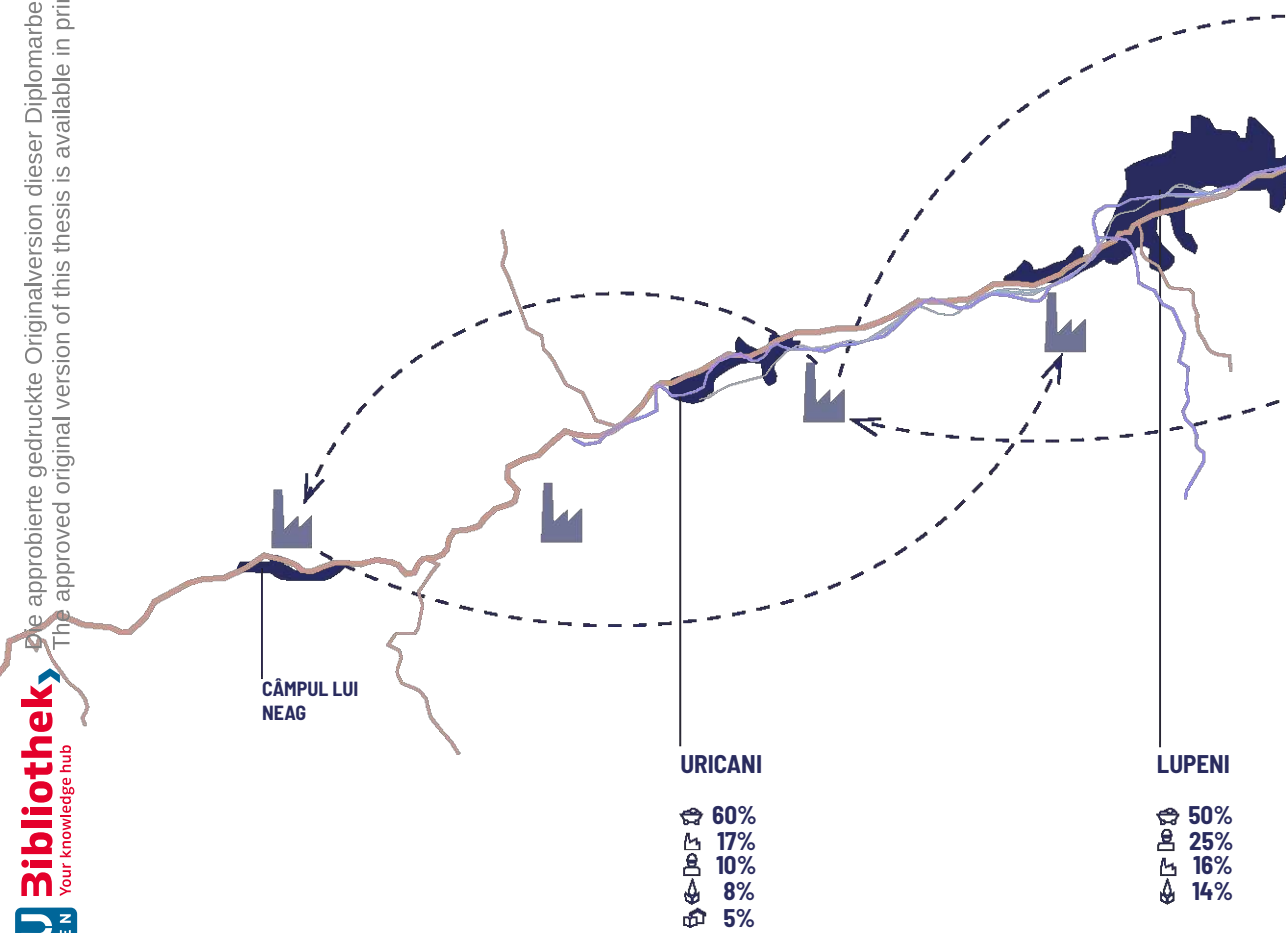 Die approbierte gedruckte Originalversion dieser Diplomarbe
The approved original version of this thesis is available in prin
Bibliothek
Your knowledge hub
CÂMPUL LUI
NEAG
URICANI
60%
17%
10%
8%
5%
LUPENI
50%
25%
16%
14%